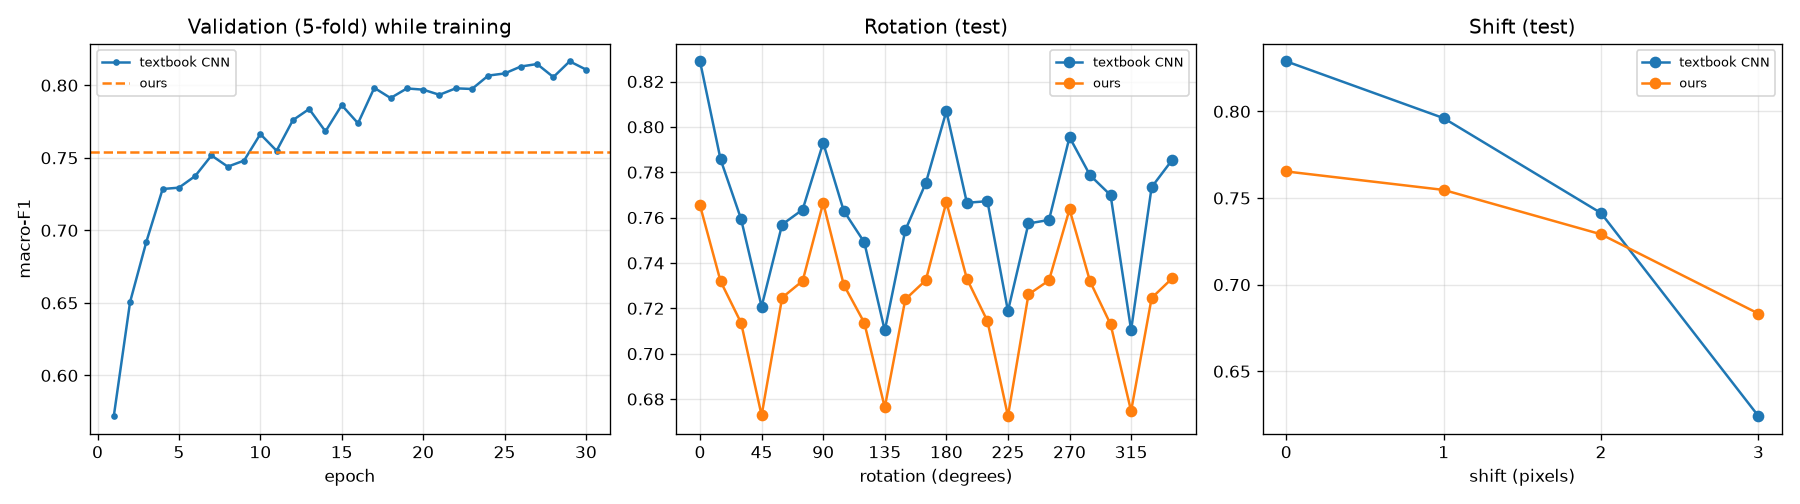 Validation (5-fold) while training
textbook CNN
ours
0.80
0.75
0.70
0.65
0.60
macro-F1
0 5 10 15 20 25 30
epoch
Rotation (test)
textbook CNN
ours
0.82
0.80
0.78
0.76
0.74
0.72
0.70
0.68
0 45 90 135 180 225 270 315
rotation (degrees)
Shift (test)
textbook CNN
ours
0.80
0.75
0.70
0.65
0 1 2 3
shift (pixels)